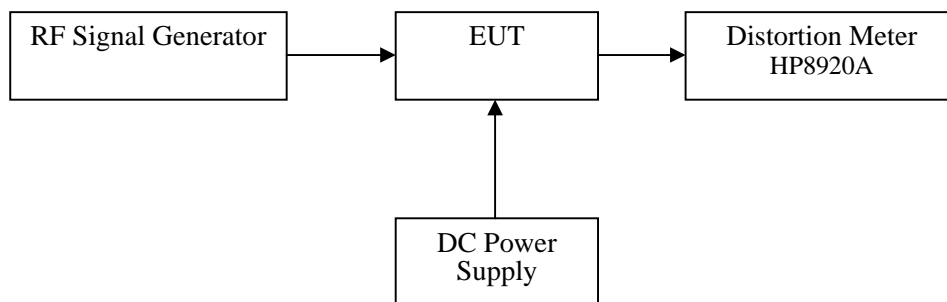 RF Signal Generator
EUT
Distortion Meter
HP8920A
DC Power
Supply